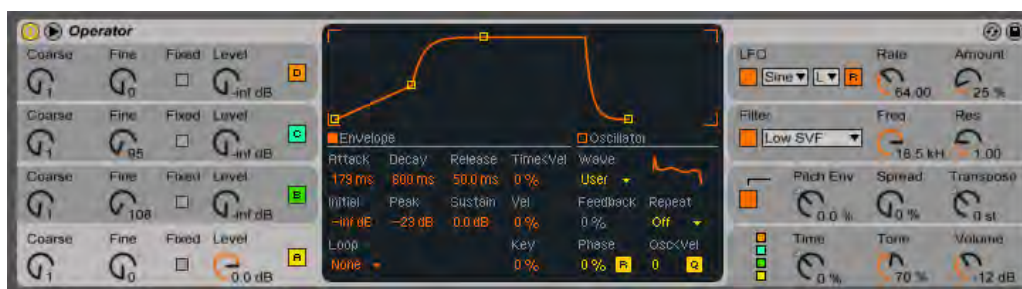 Operator
Coarse Fine Fixed Level
1 0 -inf dB D
Coarse Fine Fixed Level
1 95 -inf dB C
Coarse Fine Fixed Level
1 108 -inf dB B
Coarse Fine Fixed Level
1 0 0.0 dB A
Envelope Oscillator
Attack Decay Release Time<Vel Wave
179 ms 600 ms 50.0 ms 0 % User
Initial Peak Sustain Vel Feedback Repeat
-inf dB -23 dB 0.0 dB 0 % 0 % Off
Loop Key Phase Osc<Vel
None 0 % 0 % R 0 Q
LFO Rate Amount
Sine L R 64.00 25 %
Filter Freq Res
Low SVF 18.5 kH 1.00
Pitch Env Spread Transpose
0.0 % 0 % 0 st
Time Tone Volume
0 % 70 % -12 dB